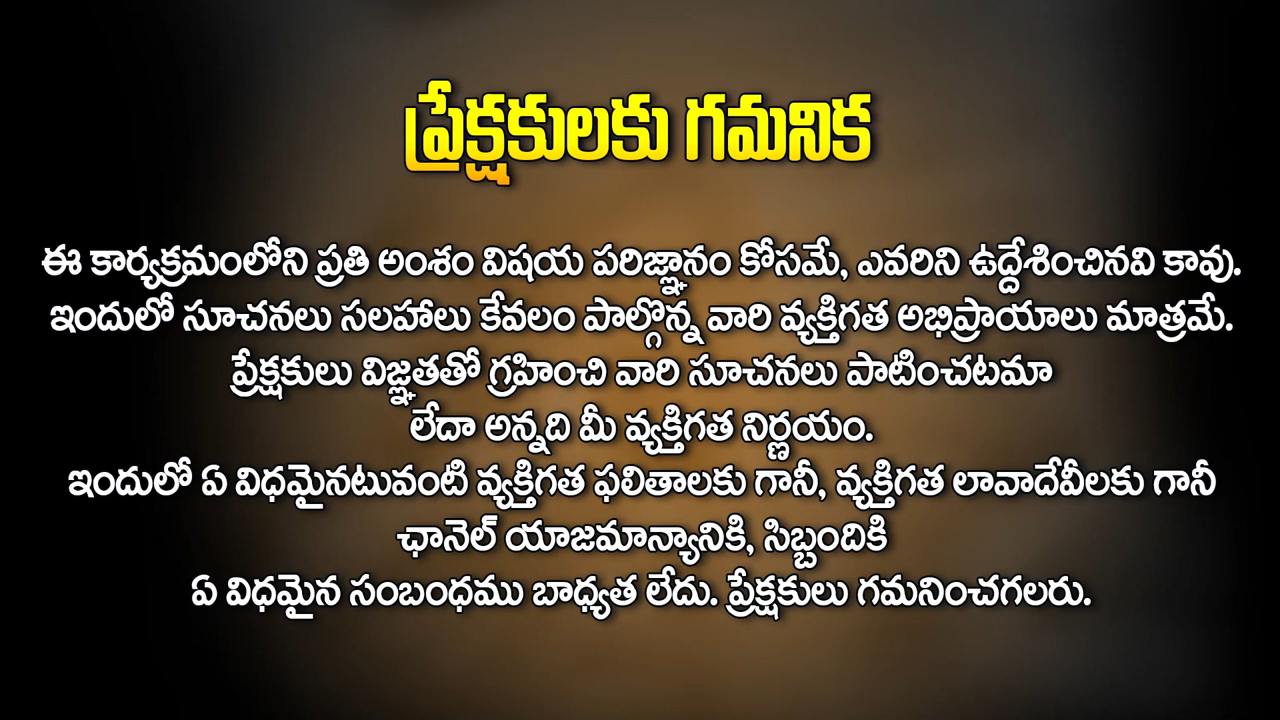 ప్రేక్షకులకు గమనిక
ఈ కార్యక్రమంలోని ప్రతి అంశం విషయ పరిజ్ఞానం కోసమే, ఎవరిని ఉద్దేశించినవి కావు.
ఇందులో సూచనలు సలహాలు కేవలం పాల్గొన్న వారి వ్యక్తిగత అభిప్రాయాలు మాత్రమే.
ప్రేక్షకులు విజ్ఞతతో గ్రహించి వారి సూచనలు పాటించటమా
లేదా అన్నది మీ వ్యక్తిగత నిర్ణయం.
ఇందులో ఏ విధమైనటువంటి వ్యక్తిగత ఫలితాలకు గానీ, వ్యక్తిగత లావాదేవీలకు గానీ
ఛానెల్ యాజమాన్యానికి, సిబ్బందికి
ఏ విధమైన సంబంధము బాధ్యత లేదు. ప్రేక్షకులు గమనించగలరు.